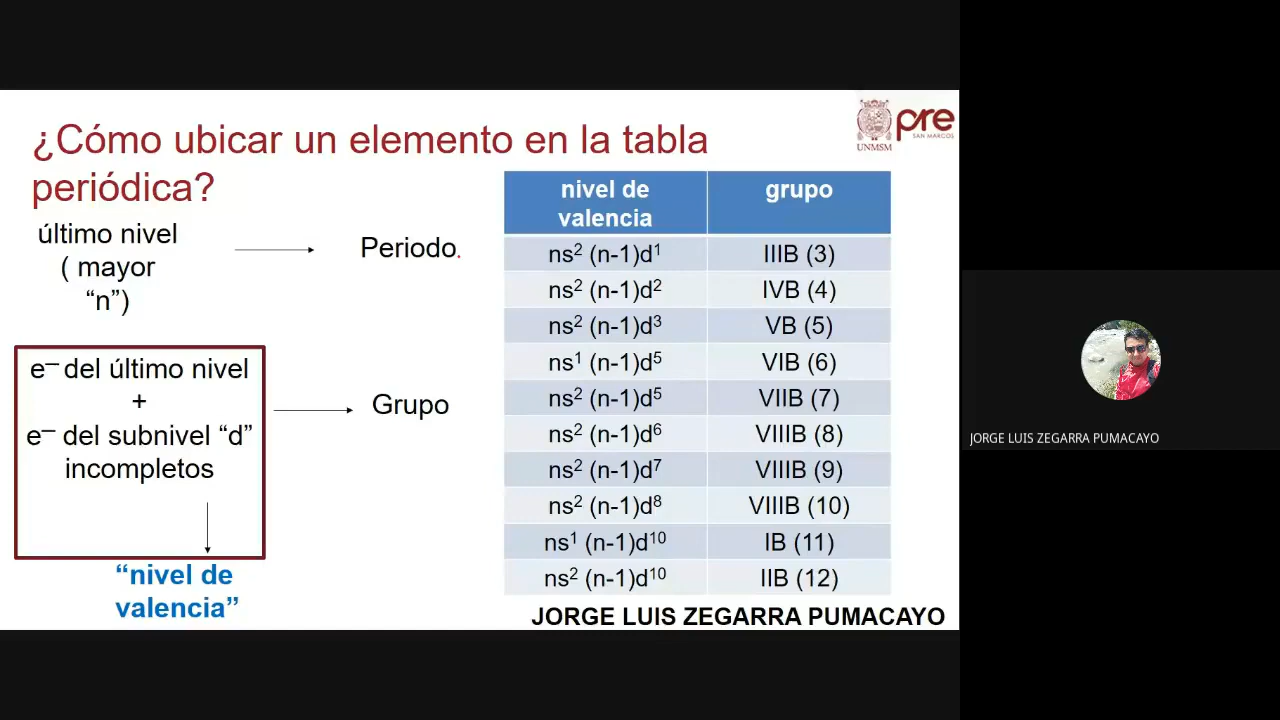 ¿Cómo ubicar un elemento en la tabla
periódica?
pre
SAN MARCOS
UNMSM
último nivel
( mayor
“n”)
Periodo.
e⁻ del último nivel
+
e⁻ del subnivel “d”
incompletos
Grupo
“nivel de
valencia”
nivel de
valencia
grupo
ns² (n-1)d¹ IIIB (3)
ns² (n-1)d² IVB (4)
ns² (n-1)d³ VB (5)
ns¹ (n-1)d⁵ VIB (6)
ns² (n-1)d⁵ VIIB (7)
ns² (n-1)d⁶ VIIIB (8)
ns² (n-1)d⁷ VIIIB (9)
ns² (n-1)d⁸ VIIIB (10)
ns¹ (n-1)d¹⁰ IB (11)
ns² (n-1)d¹⁰ IIB (12)
JORGE LUIS ZEGARRA PUMACAYO
JORGE LUIS ZEGARRA PUMACAYO